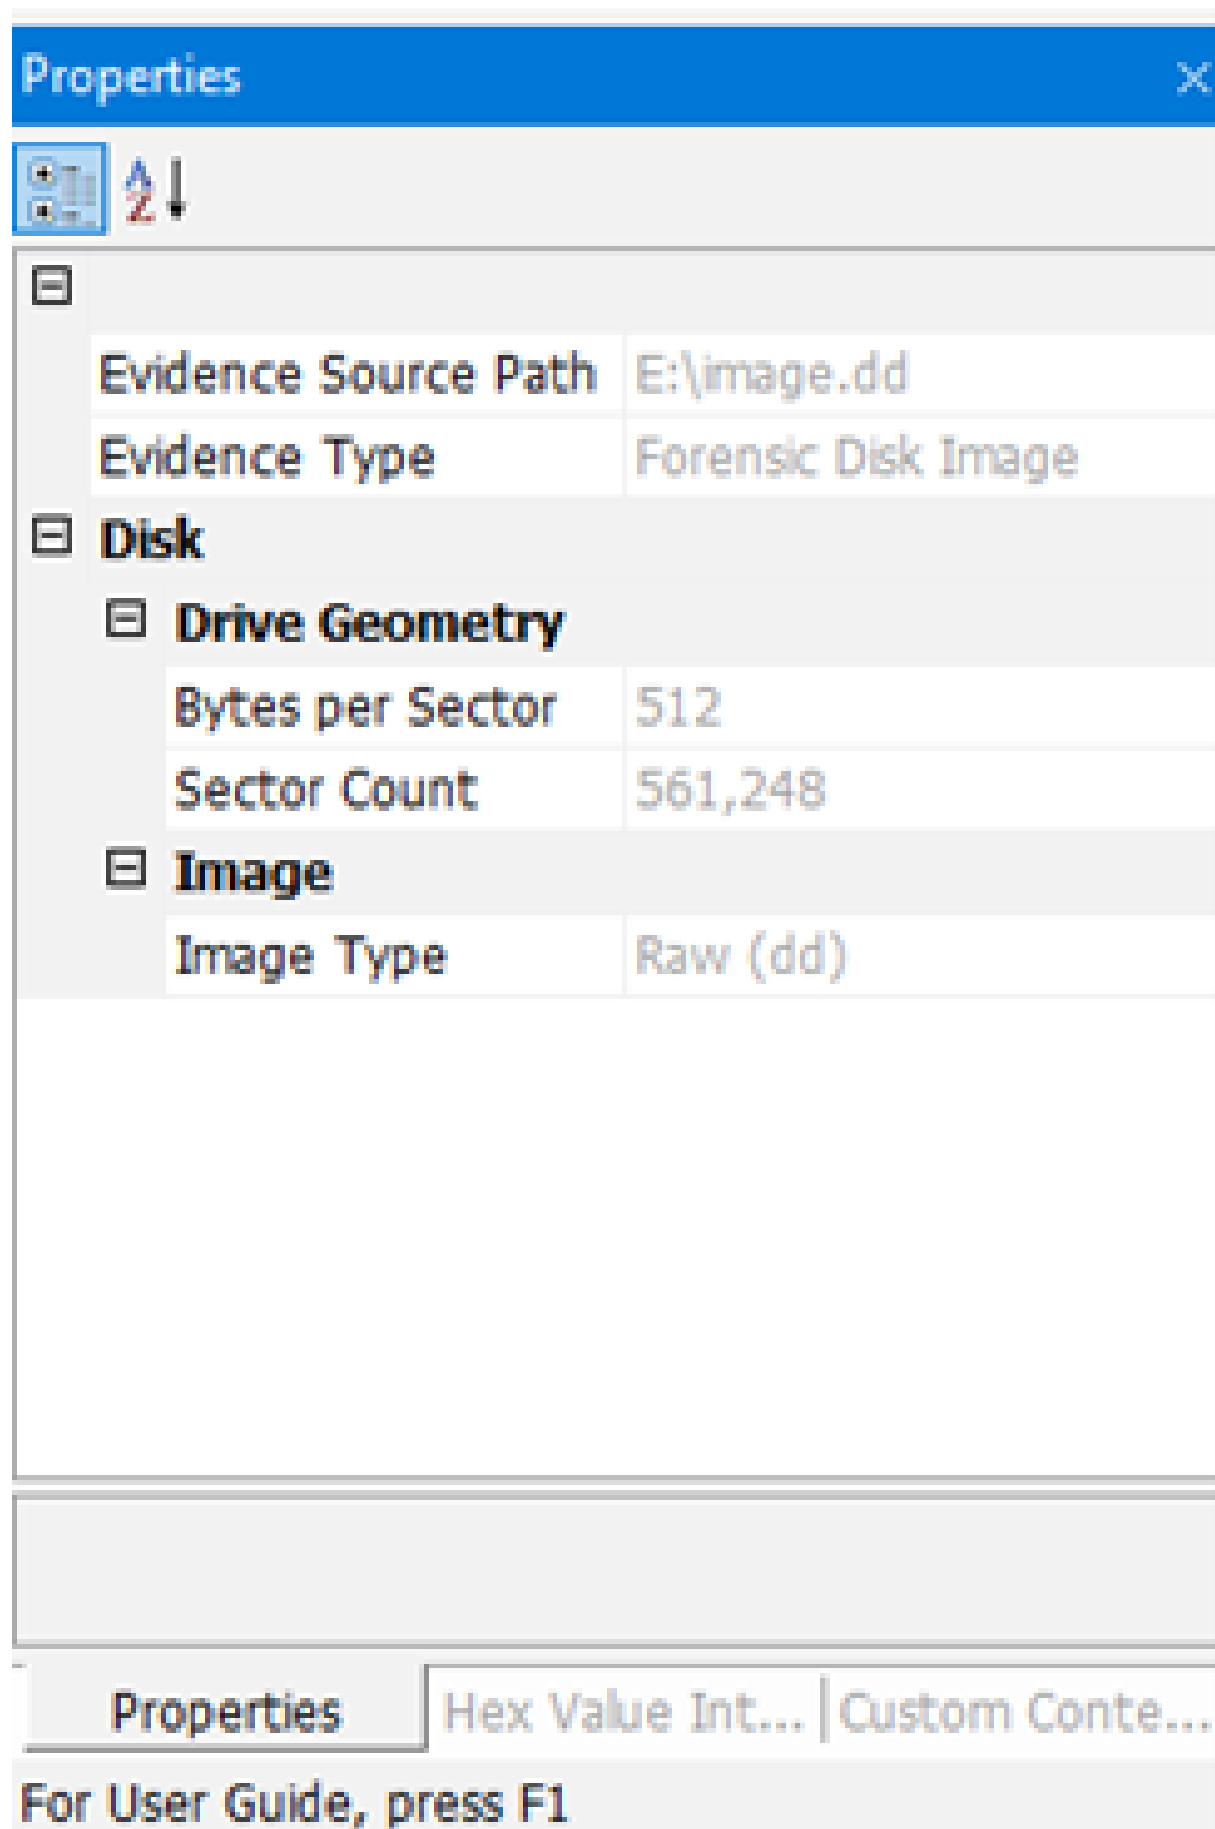 Properties
Evidence Source Path E:\image.dd
Evidence Type Forensic Disk Image
Disk
Drive Geometry
Bytes per Sector 512
Sector Count 561,248
Image
Image Type Raw (dd)
Properties Hex Value Int... Custom Conte...
For User Guide, press F1